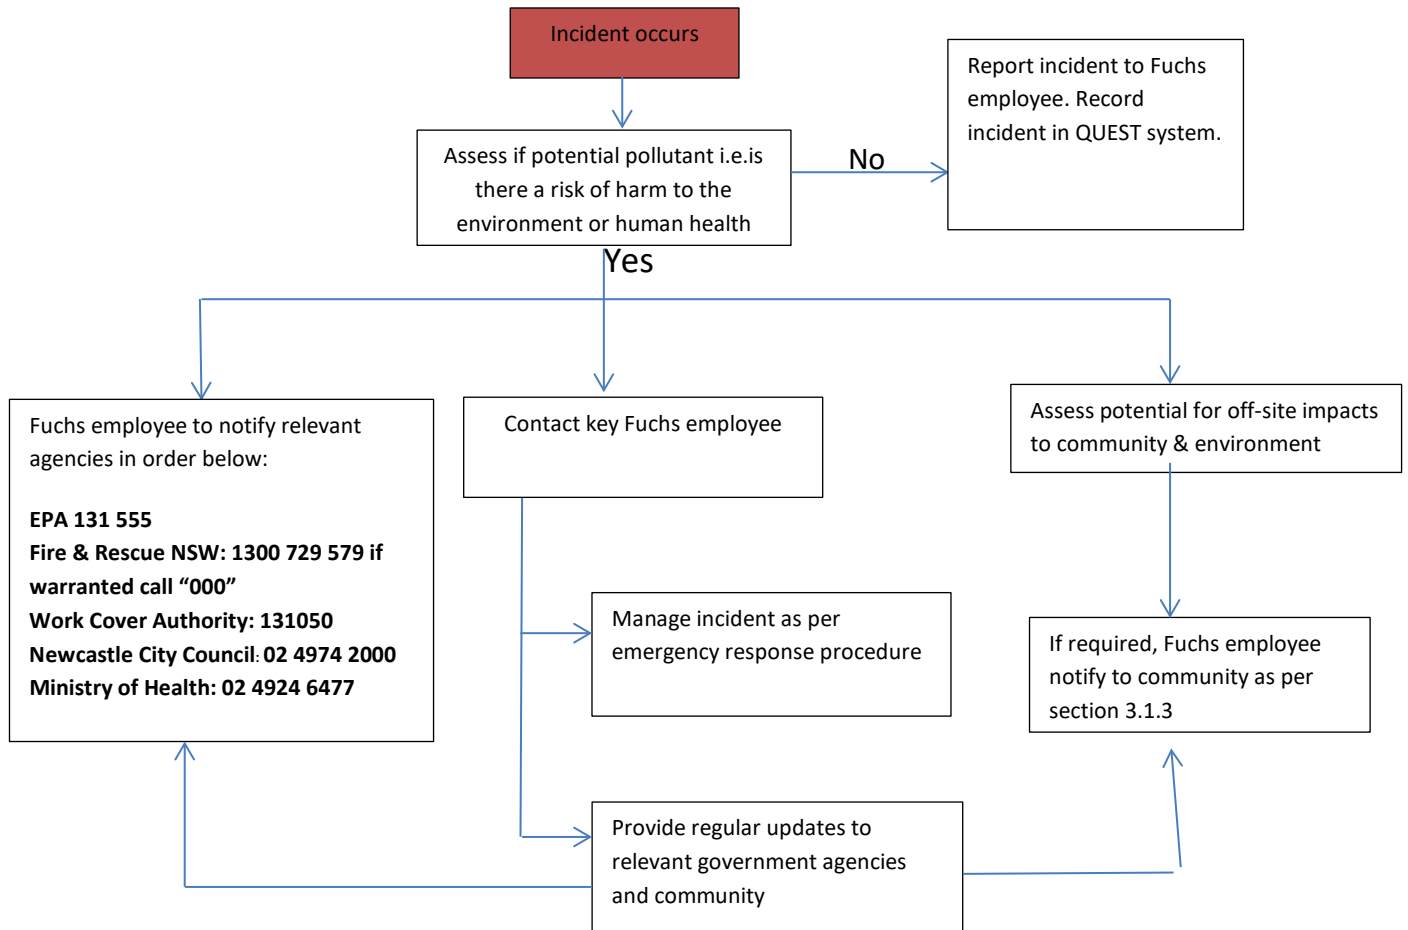 Incident occurs
Report incident to Fuchs
employee. Record
incident in QUEST system.
Assess if potential pollutant i.e.is
there a risk of harm to the
environment or human health
No
Yes
Fuchs employee to notify relevant
agencies in order below:
EPA 131 555
Fire & Rescue NSW: 1300 729 579 if
warranted call “000”
Work Cover Authority: 131050
Newcastle City Council: 02 4974 2000
Ministry of Health: 02 4924 6477
Contact key Fuchs employee
Assess potential for off-site impacts
to community & environment
Manage incident as per
emergency response procedure
If required, Fuchs employee
notify to community as per
section 3.1.3
Provide regular updates to
relevant government agencies
and community